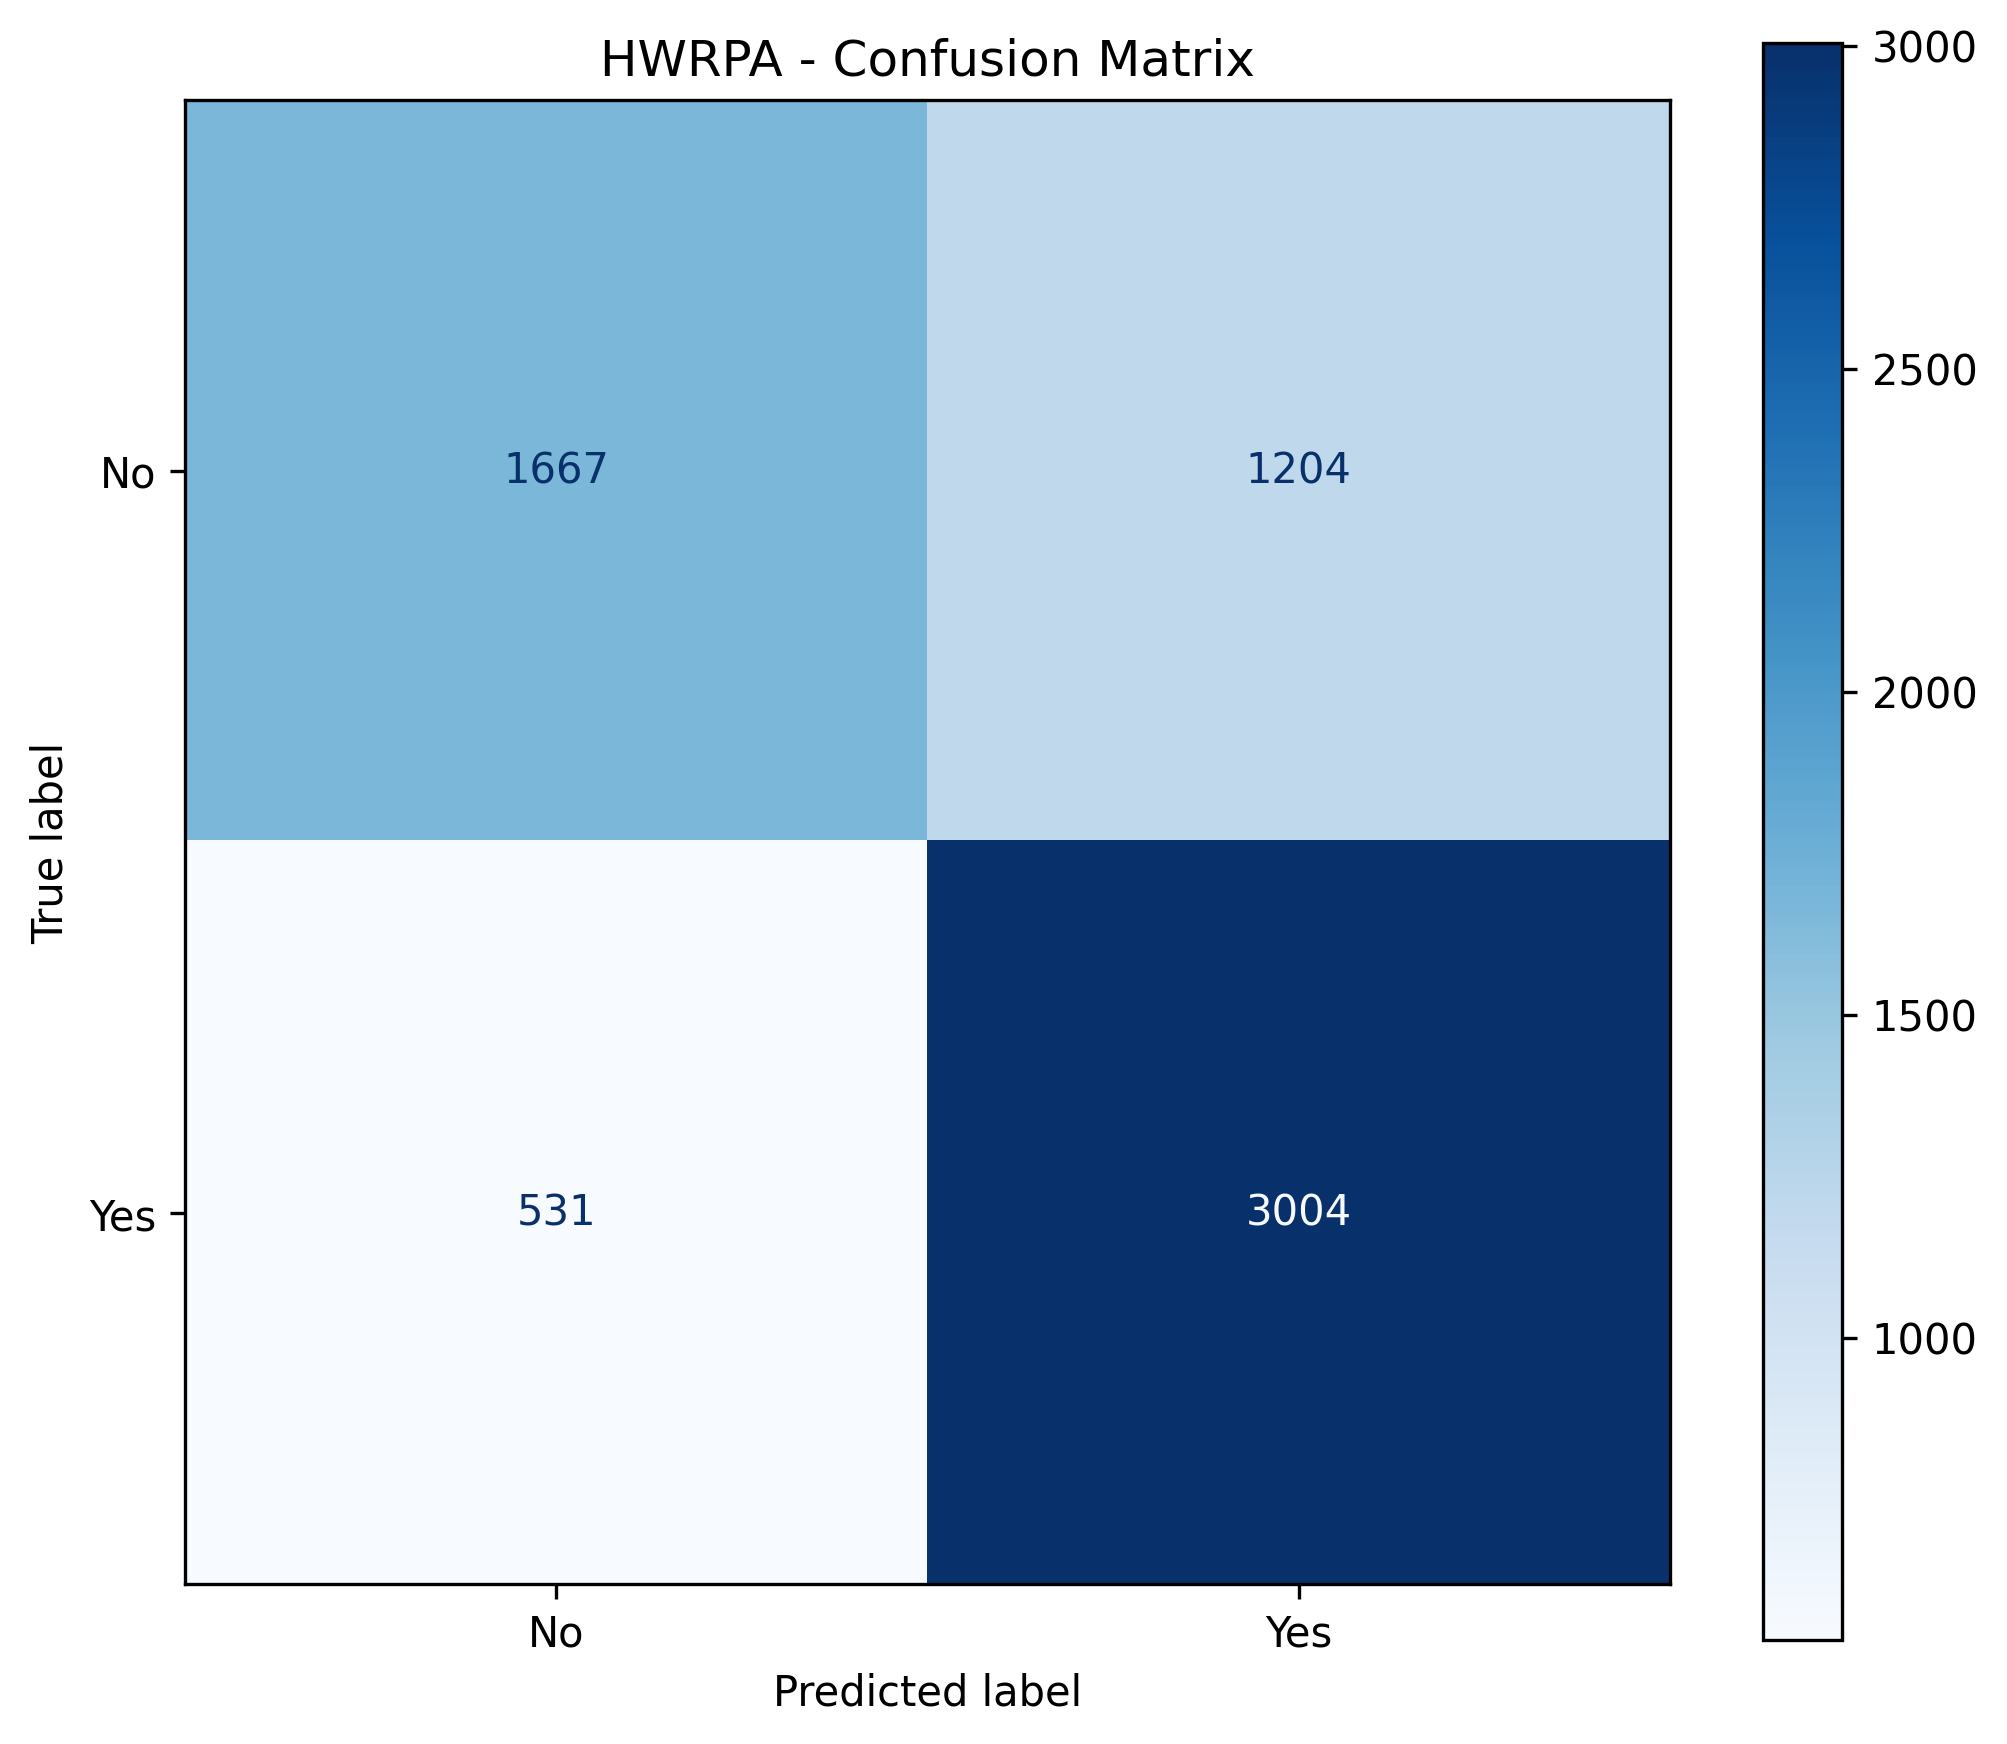 HWRPA - Confusion Matrix
3000
2500
2000
1500
1000
True label
No
1667
1204
Yes
531
3004
No
Yes
Predicted label